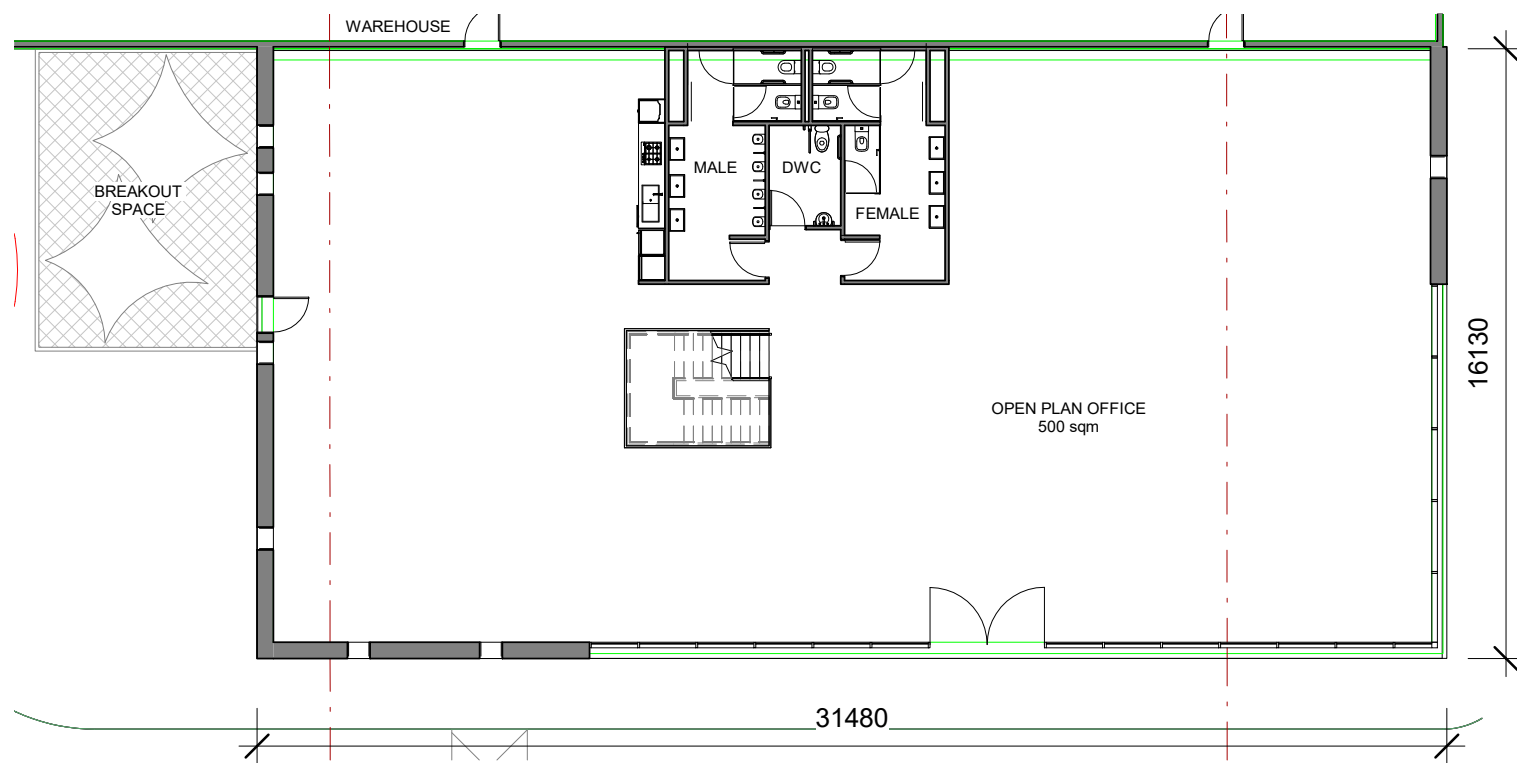 WAREHOUSE
BREAKOUT
SPACE
MALE
DWC
FEMALE
OPEN PLAN OFFICE
500 sqm
16130
31480